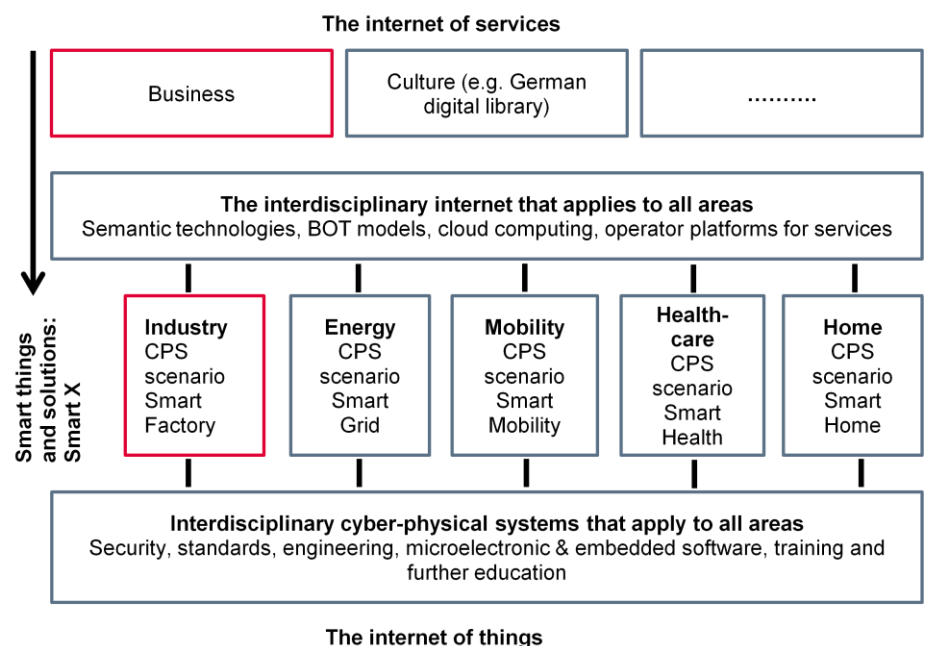 The internet of services
Business
Culture (e.g. German
digital library)
..........
The interdisciplinary internet that applies to all areas
Semantic technologies, BOT models, cloud computing, operator platforms for services
Smart things
and solutions:
Smart X
Industry
CPS
scenario
Smart
Factory
Energy
CPS
scenario
Smart
Grid
Mobility
CPS
scenario
Smart
Mobility
Health-
care
CPS
scenario
Smart
Health
Home
CPS
scenario
Smart
Home
Interdisciplinary cyber-physical systems that apply to all areas
Security, standards, engineering, microelectronic & embedded software, training and
further education
The internet of things